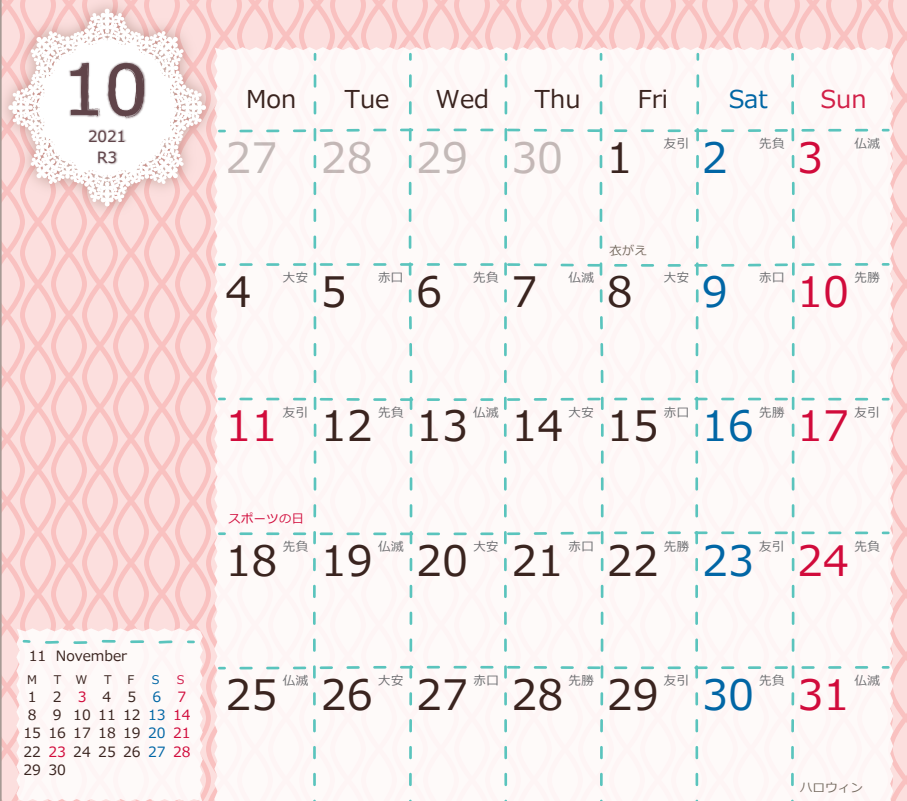 10
2021
R3
Mon Tue Wed Thu Fri Sat Sun
27 28 29 30 1 友引 2 先負 3 仏滅
衣がえ
4 大安 5 赤口 6 先負 7 仏滅 8 大安 9 赤口 10 先勝
11 友引 12 先負 13 仏滅 14 大安 15 赤口 16 先勝 17 友引
スポーツの日
18 先負 19 仏滅 20 大安 21 赤口 22 先勝 23 友引 24 先負
25 仏滅 26 大安 27 赤口 28 先勝 29 友引 30 先負 31 仏滅
ハロウィン
11 November
M T W T F S S
1 2 3 4 5 6 7
8 9 10 11 12 13 14
15 16 17 18 19 20 21
22 23 24 25 26 27 28
29 30